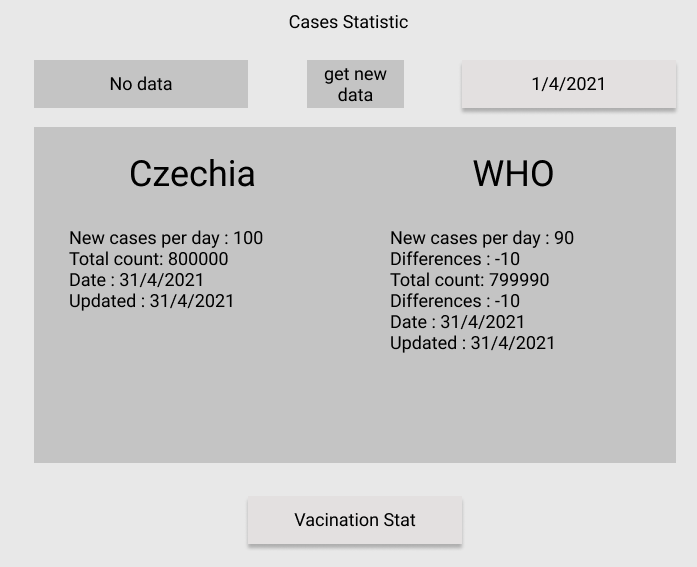 Cases Statistic
No data
get new
data
1/4/2021
Czechia
New cases per day : 100
Total count: 800000
Date : 31/4/2021
Updated : 31/4/2021
WHO
New cases per day : 90
Differences : -10
Total count: 799990
Differences : -10
Date : 31/4/2021
Updated : 31/4/2021
Vacination Stat